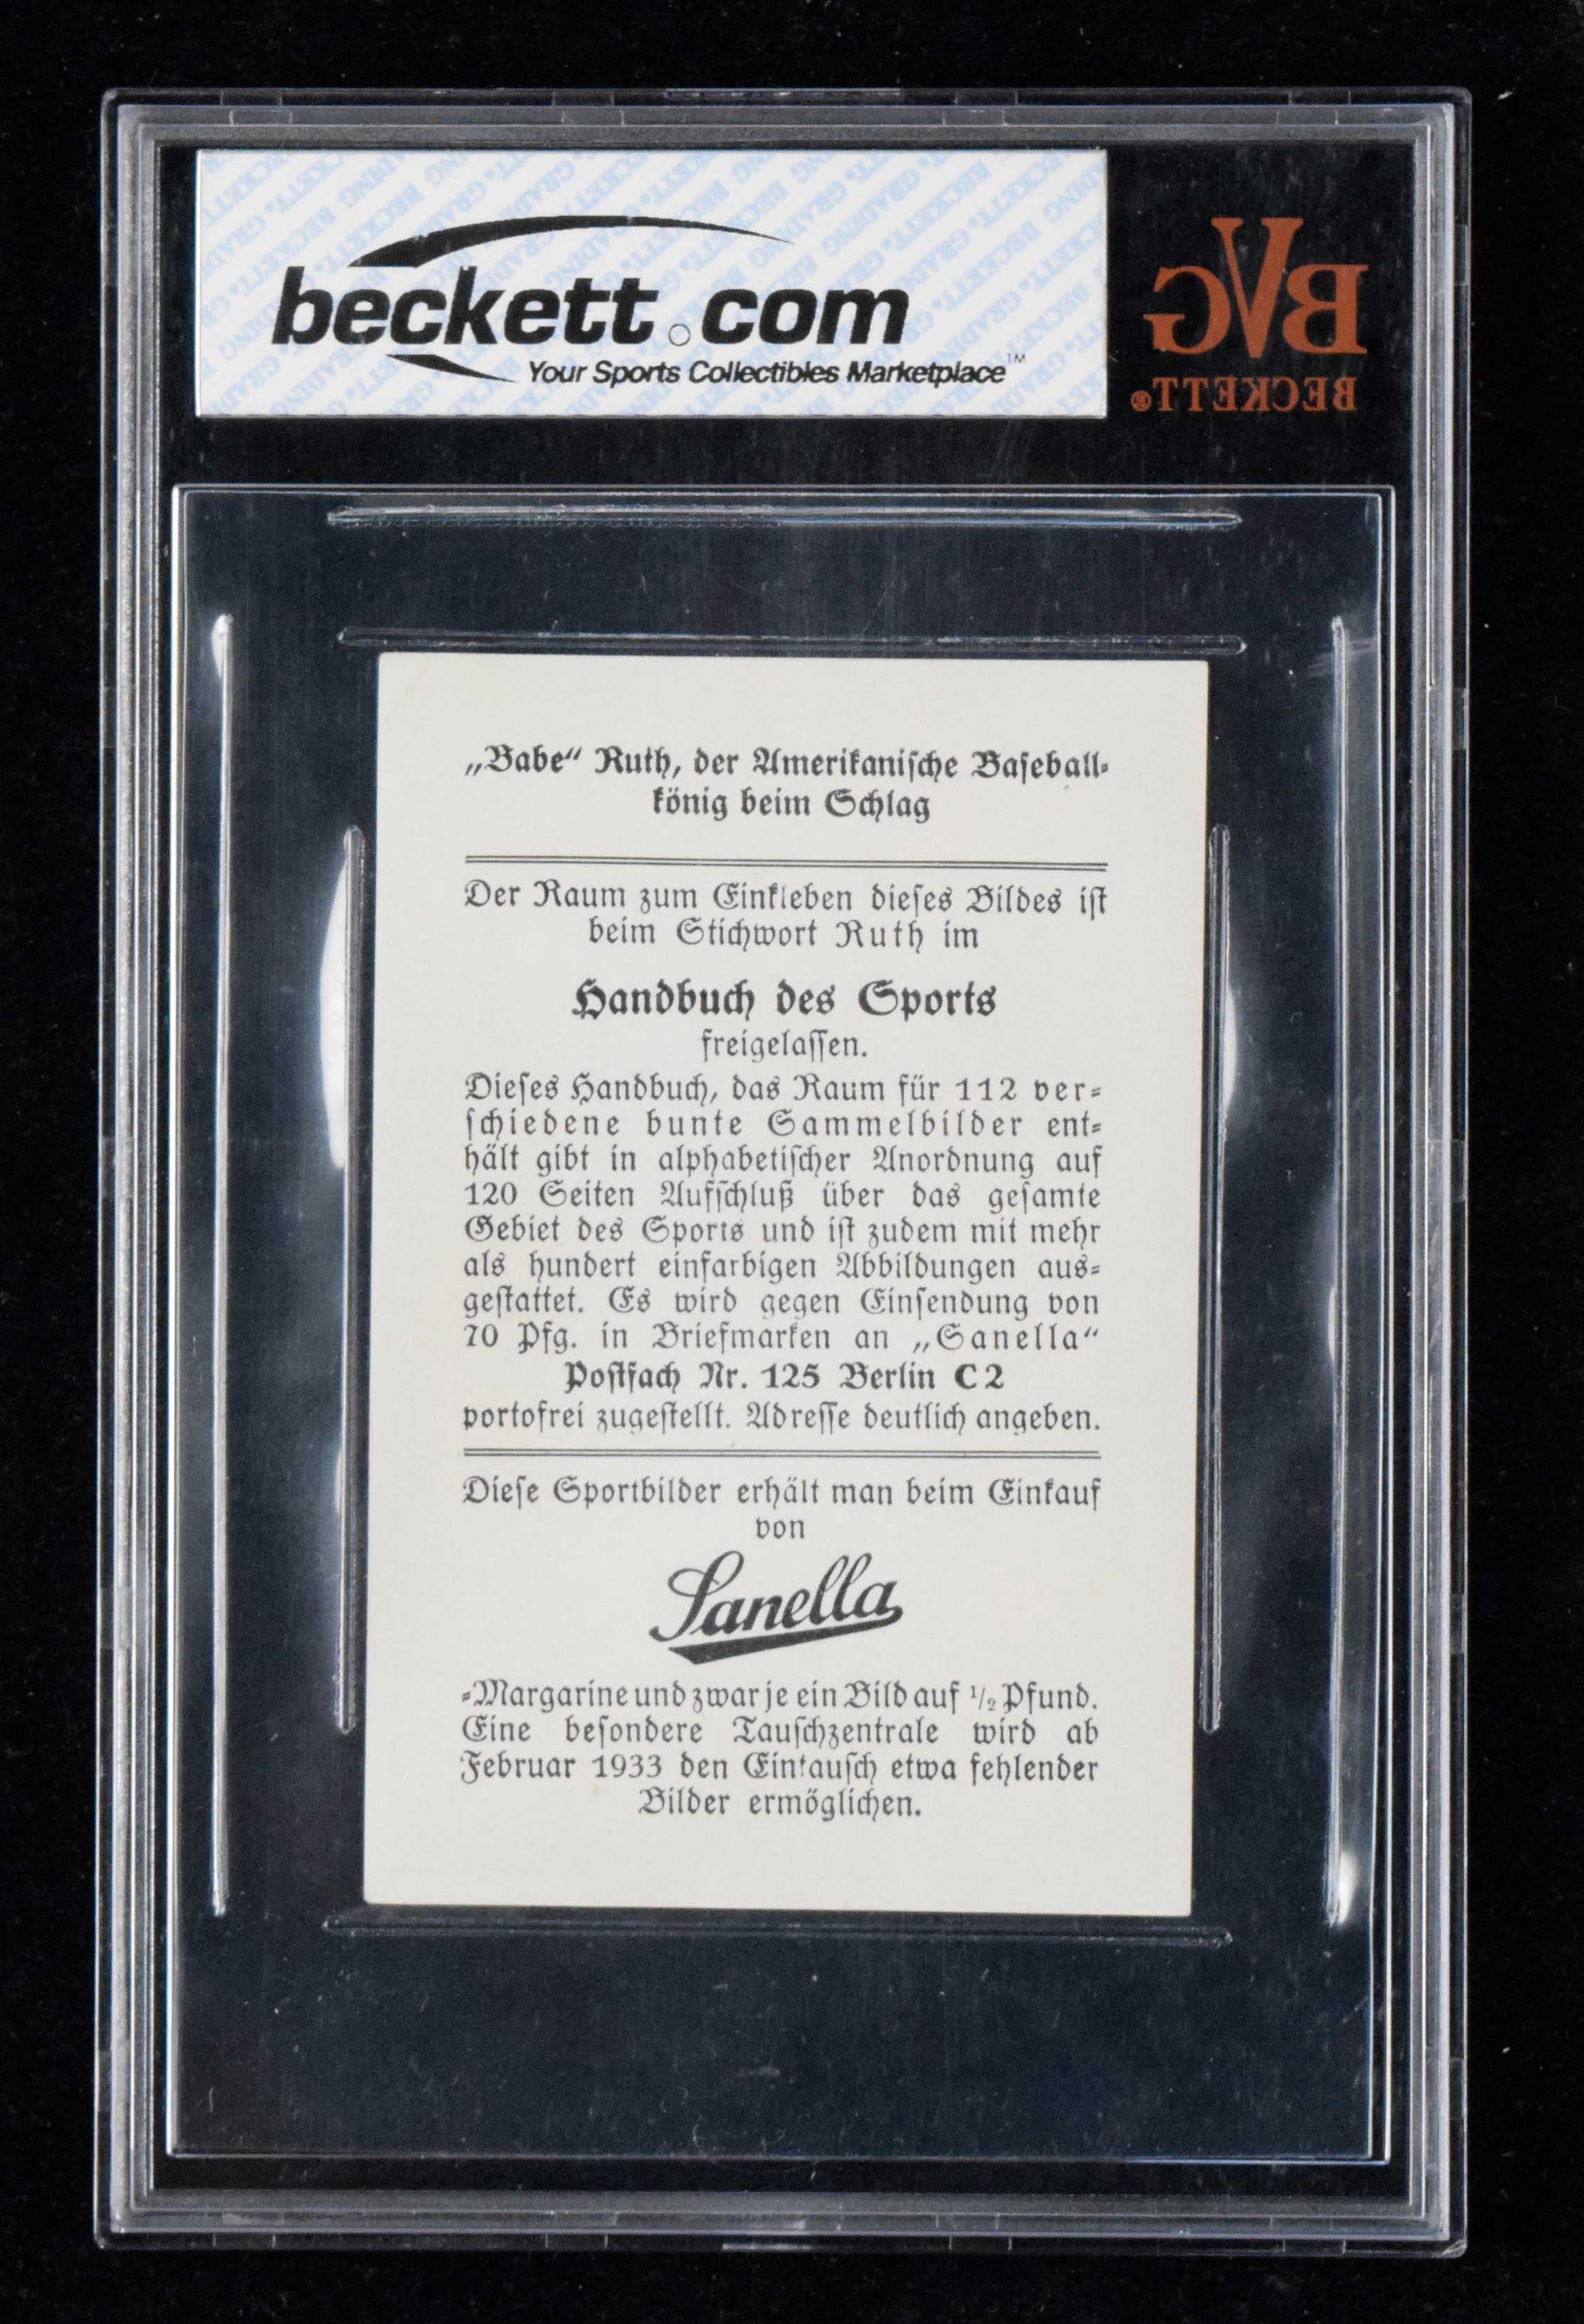 beckett.com
Your Sports Collectibles Marketplace™
BVG
BECKETT®
„Babe“ Ruth, der Amerikanische Baseball-
könig beim Schlag
Der Raum zum Einkleben dieses Bildes ist
beim Stichwort Ruth im
Handbuch des Sports
freigelassen.
Dieses Handbuch, das Raum für 112 ver-
schiedene bunte Sammelbilder ent-
hält gibt in alphabetischer Anordnung auf
120 Seiten Aufschluß über das gesamte
Gebiet des Sports und ist zudem mit mehr
als hundert einfarbigen Abbildungen aus-
gestattet. Es wird gegen Einsendung von
70 Pfg. in Briefmarken an „Sanella“
Postfach Nr. 125 Berlin C 2
portofrei zugestellt. Adresse deutlich angeben.
Diese Sportbilder erhält man beim Einkauf
von
Sanella
-Margarine und zwar je ein Bild auf 1/2 Pfund.
Eine besondere Tauschzentrale wird ab
Februar 1933 den Eintausch etwa fehlender
Bilder ermöglichen.